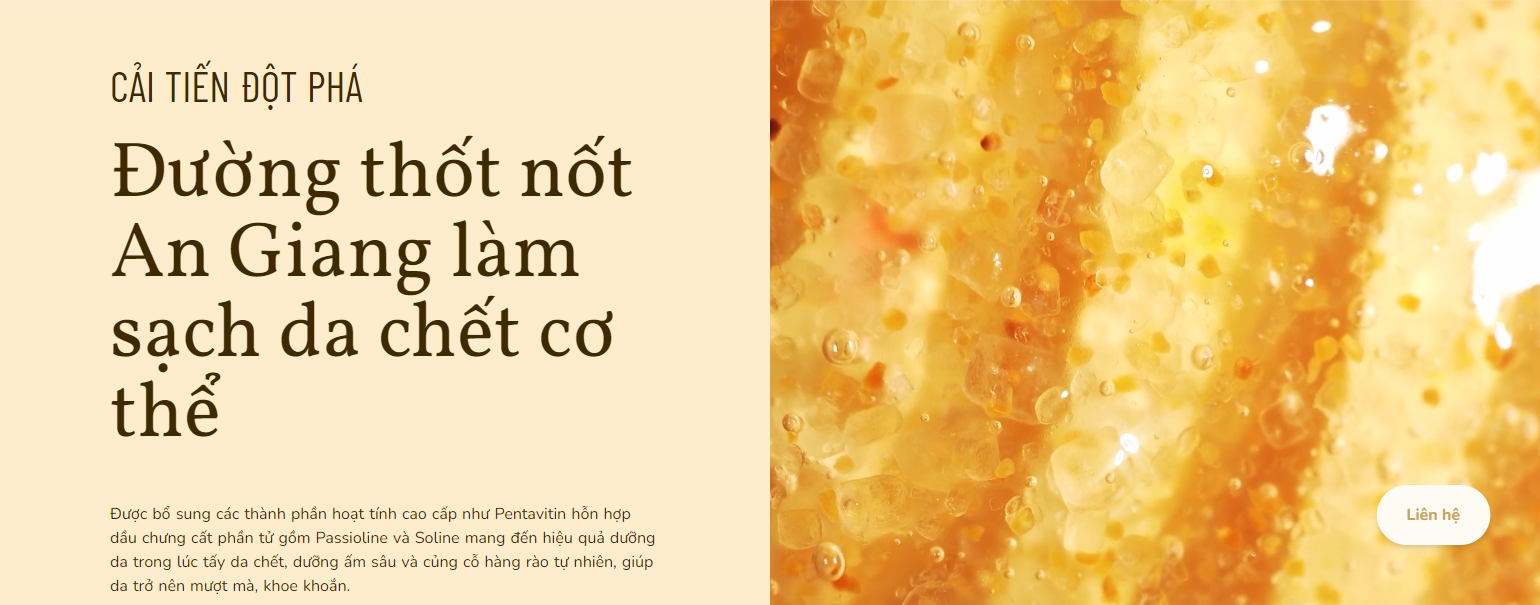 CẢI TIẾN ĐỘT PHÁ
Đường thốt nốt
An Giang làm
sạch da chết cơ
thể
Được bổ sung các thành phần hoạt tính cao cấp như Pentavitin hỗn hợp
dầu chưng cất phần tử gồm Passioline và Soline mang đến hiệu quả dưỡng
da trong lúc tẩy da chết, dưỡng ẩm sâu và củng cỗ hàng rào tự nhiên, giúp
da trở nên mượt mà, khoe khoắn.
Liên hệ